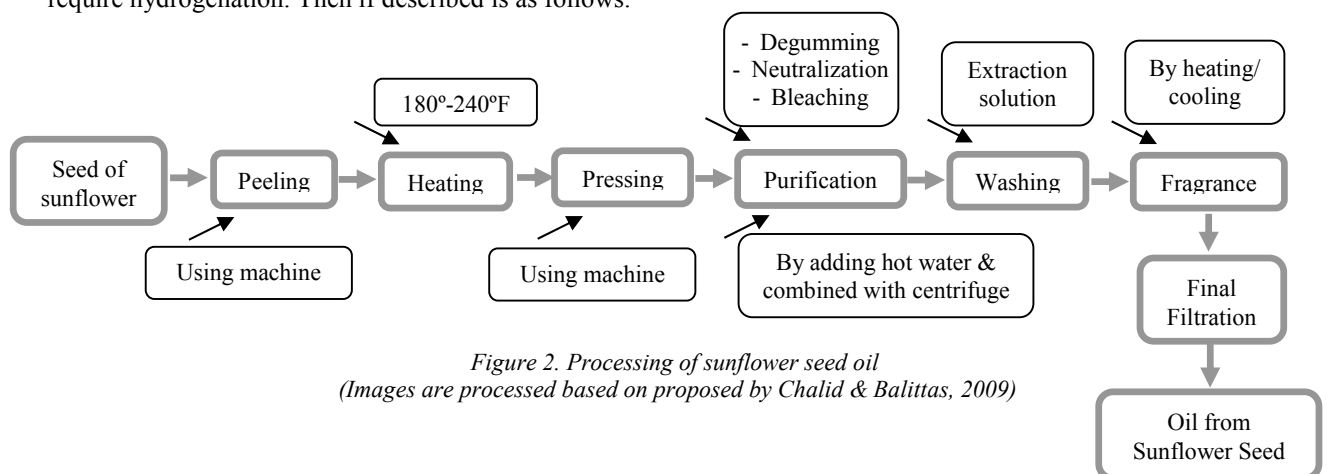 require hydrogenation. Then if described is as follows:
- Degumming
- Neutralization
- Bleaching
Extraction
solution
By heating/
cooling
180º-240ºF
Seed of
sunflower
Peeling
Heating
Pressing
Purification
Washing
Fragrance
Using machine
Using machine
By adding hot water &
combined with centrifuge
Final
Filtration
Figure 2. Processing of sunflower seed oil
(Images are processed based on proposed by Chalid & Balittas, 2009)
Oil from
Sunflower Seed